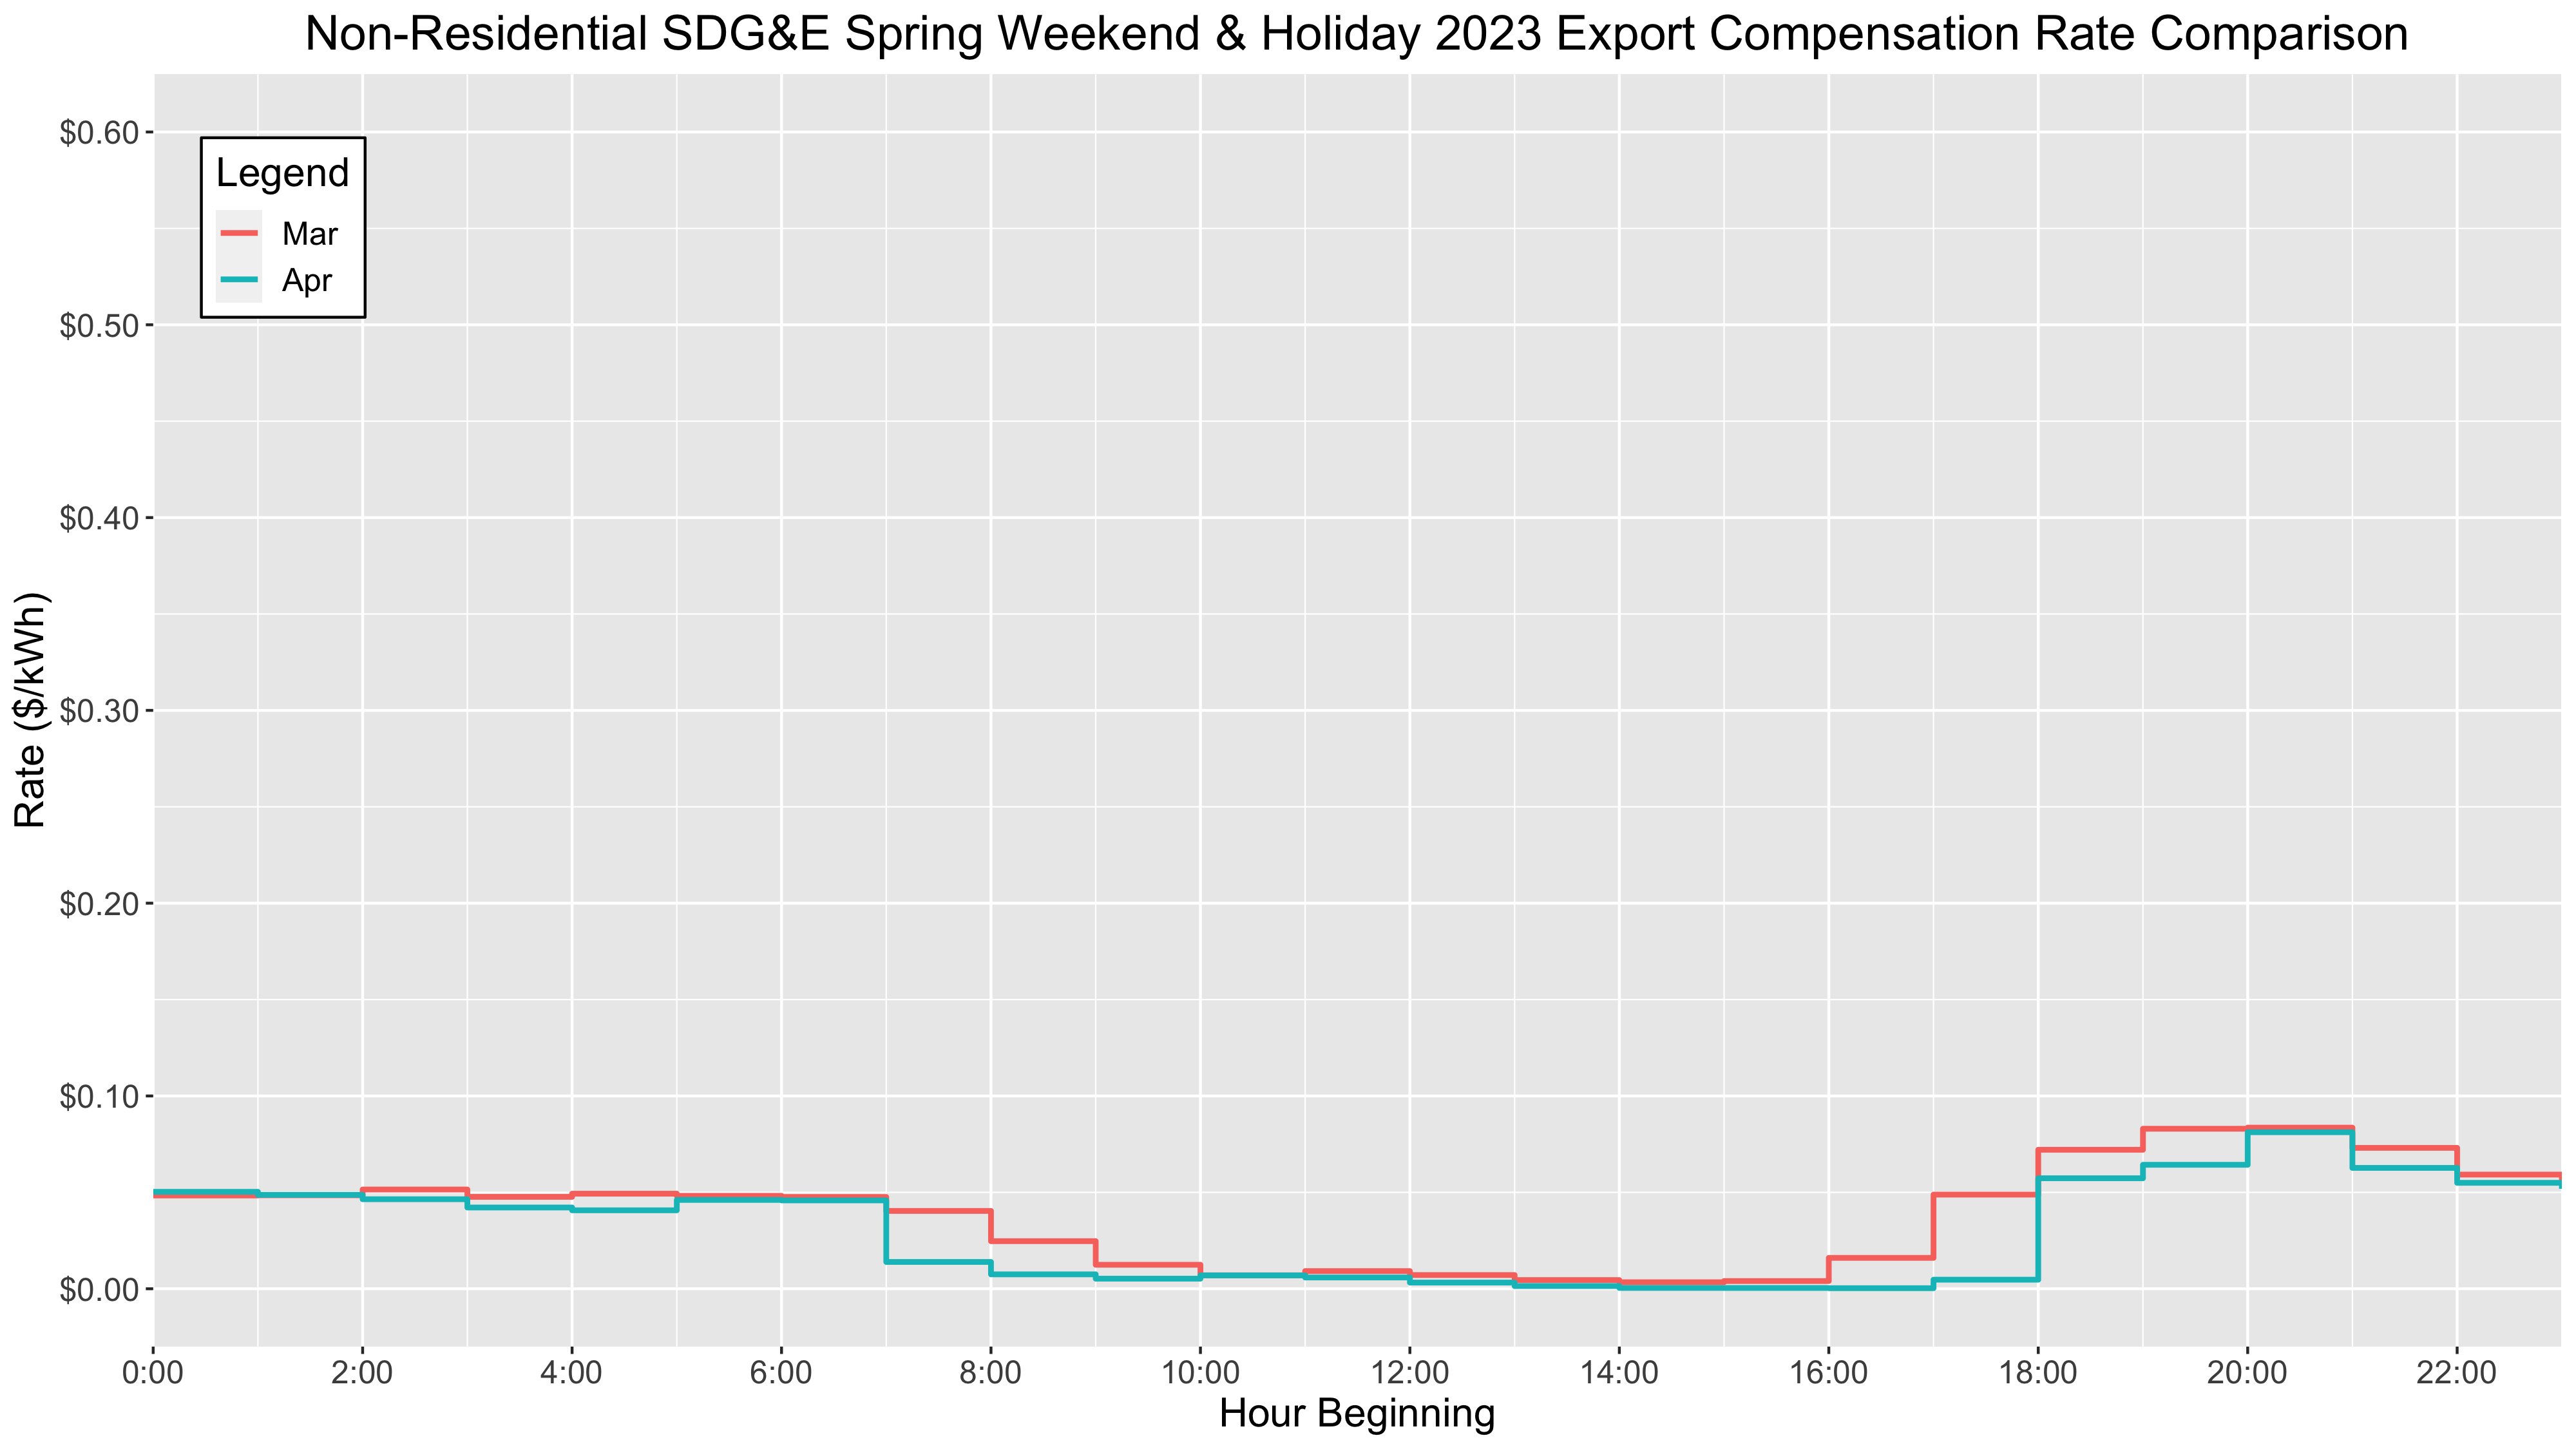 Non-Residential SDG&E Spring Weekend & Holiday 2023 Export Compensation Rate Comparison
$0.60
Legend
Mar
Apr
$0.50
$0.40
Rate ($/kWh)
$0.30
$0.20
$0.10
$0.00
0:00 2:00 4:00 6:00 8:00 10:00 12:00 14:00 16:00 18:00 20:00 22:00
Hour Beginning